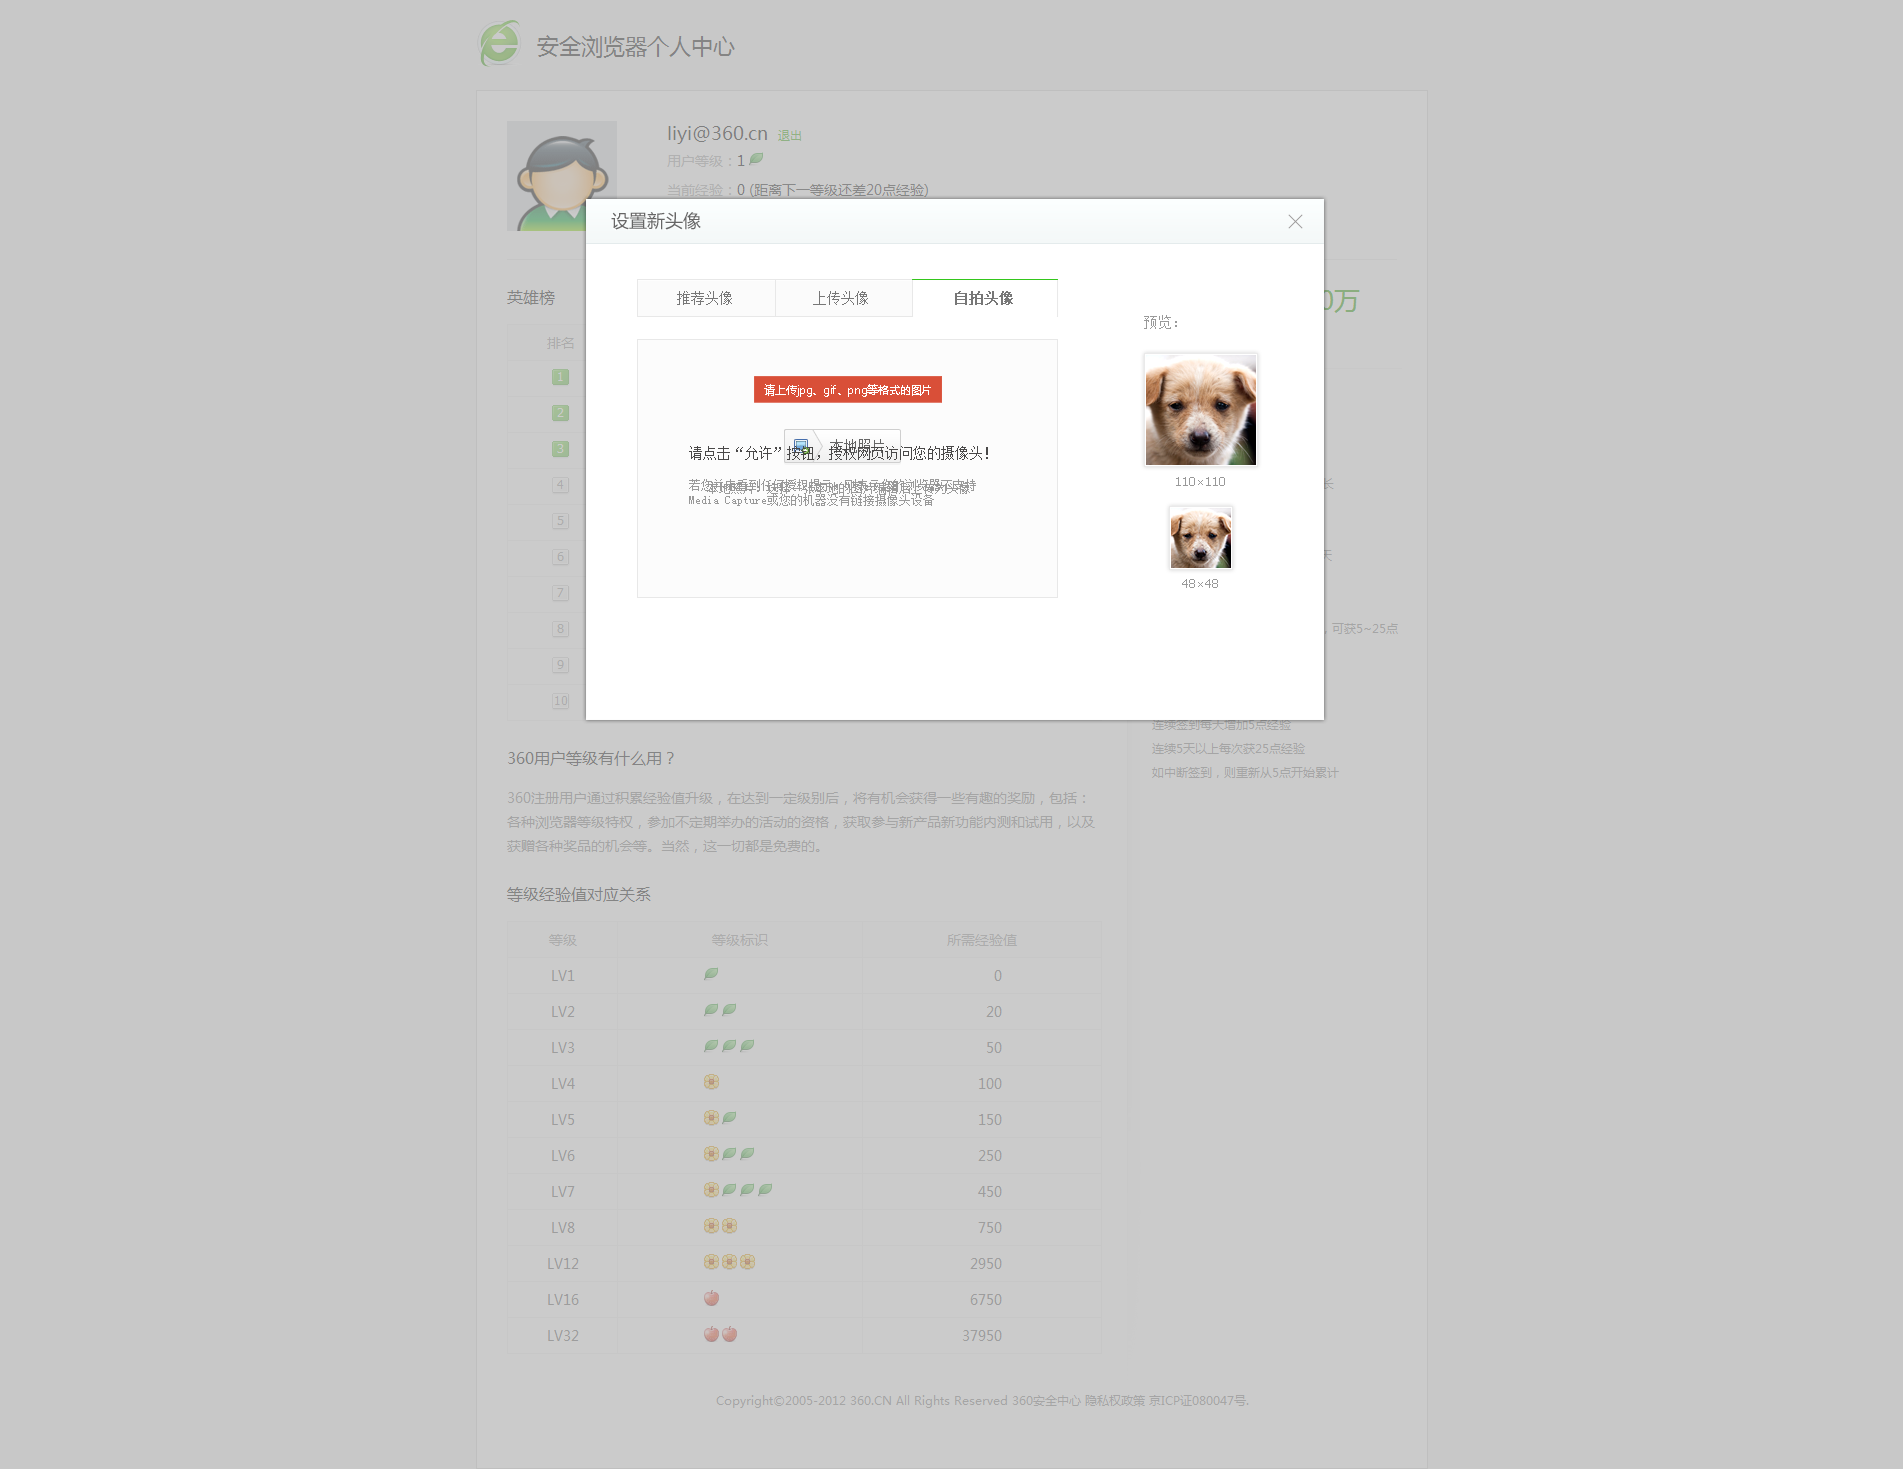 安全浏览器个人中心
liyi@360.cn 退出
用户等级：1
当前经验：0 (距离下一等级还差20点经验)
设置新头像
推荐头像 上传头像 自拍头像
预览：
请上传jpg、gif、png等格式的图片
本地照片
请点击“允许”按钮，授权网页访问您的摄像头！
若您并未看到任何授权提示，则表示您的浏览器不支持
Media Capture或您的机器没有链接摄像头设备
110×110
48×48
英雄榜
0万
排名
1
2
3
4
长
5
6
天
7
8
，可获5~25点
9
10
连续签到每天增加5点经验
连续5天以上每次获25点经验
如中断签到，则重新从5点开始累计
360用户等级有什么用？
360注册用户通过积累经验值升级，在达到一定级别后，将有机会获得一些有趣的奖励，包括：
各种浏览器等级特权，参加不定期举办的活动的资格，获取参与新产品新功能内测和试用，以及
获赠各种奖品的机会等。当然，这一切都是免费的。
等级经验值对应关系
等级 等级标识 所需经验值
LV1 0
LV2 20
LV3 50
LV4 100
LV5 150
LV6 250
LV7 450
LV8 750
LV12 2950
LV16 6750
LV32 37950
Copyright©2005-2012 360.CN All Rights Reserved 360安全中心 隐私权政策 京ICP证080047号.